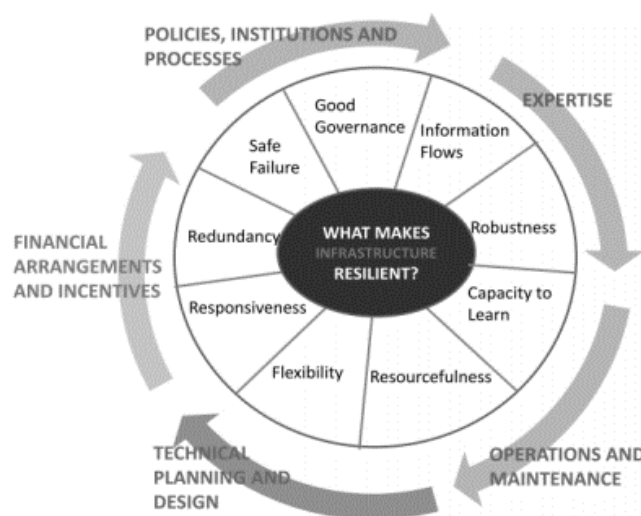 POLICIES, INSTITUTIONS AND
PROCESSES
EXPERTISE
Good
Governance
Information
Flows
Safe
Failure
WHAT MAKES
INFRASTRUCTURE
RESILIENT?
Redundancy
Robustness
FINANCIAL
ARRANGEMENTS
AND INCENTIVES
Responsiveness
Capacity to
Learn
Flexibility
Resourcefulness
TECHNICAL
PLANNING AND
DESIGN
OPERATIONS AND
MAINTENANCE